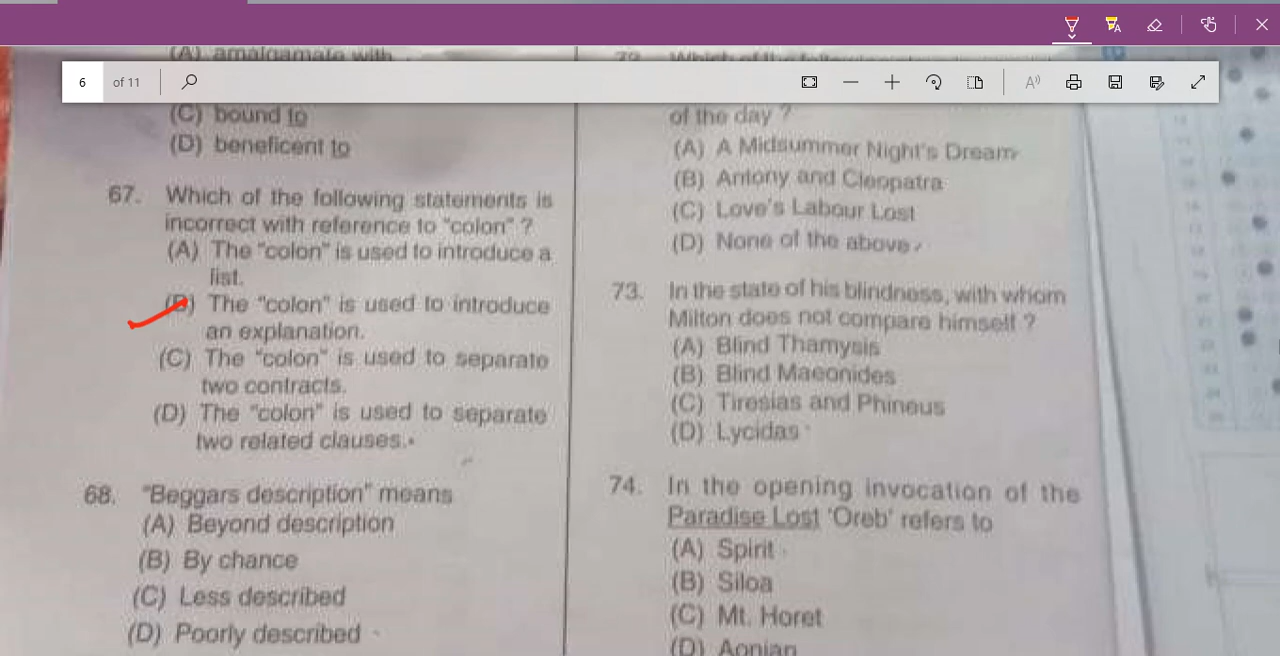 6 of 11
(A) amalgamate with
(C) bound to
(D) beneficent to
67. Which of the following statements is
incorrect with reference to "colon" ?
(A) The "colon" is used to introduce a
list.
(B) The "colon" is used to introduce
an explanation.
(C) The "colon" is used to separate
two contracts.
(D) The "colon" is used to separate
two related clauses.
68. "Beggars description" means
(A) Beyond description
(B) By chance
(C) Less described
(D) Poorly described
72. Which of the
of the day ?
(A) A Midsummer Night's Dream
(B) Antony and Cleopatra
(C) Love's Labour Lost
(D) None of the above
73. In the state of his blindness, with whom
Milton does not compare himself ?
(A) Blind Thamysis
(B) Blind Maeonides
(C) Tiresias and Phineus
(D) Lycidas
74. In the opening invocation of the
Paradise Lost 'Oreb' refers to
(A) Spirit
(B) Siloa
(C) Mt. Horet
(D) Aonian